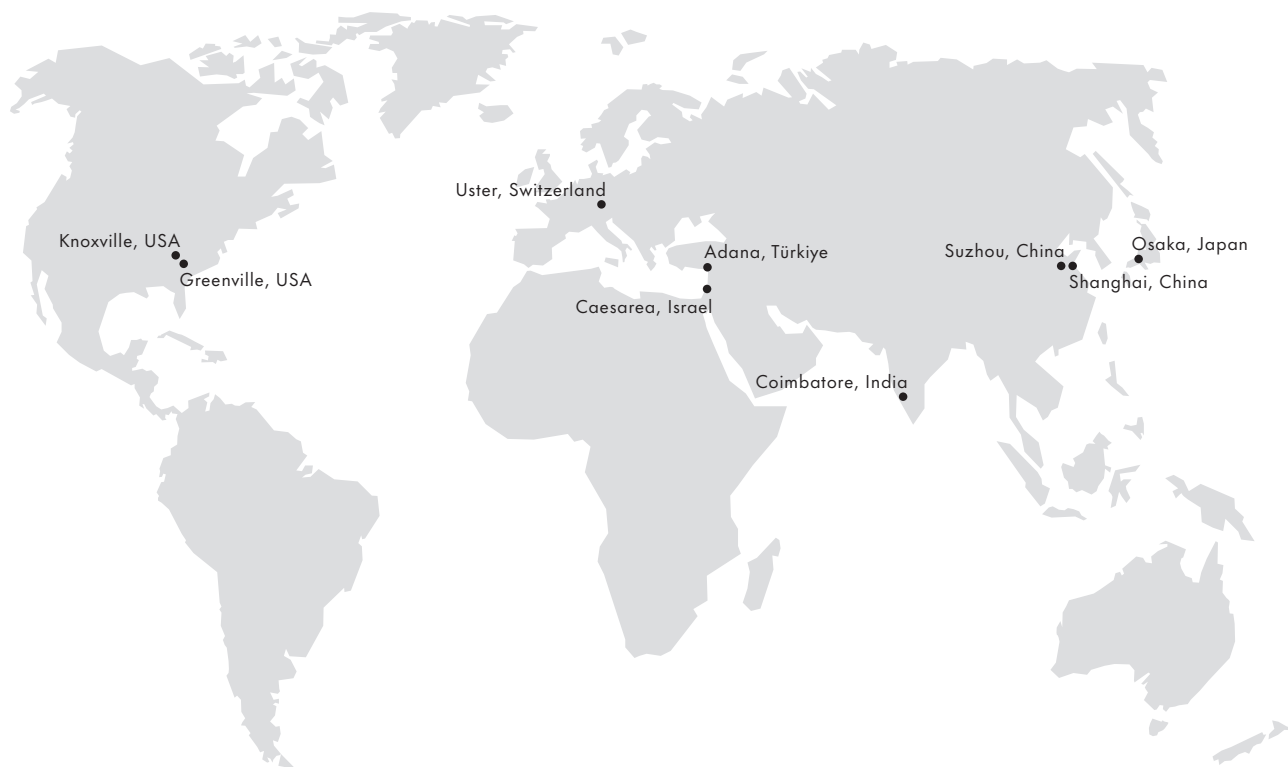 Uster, Switzerland
Knoxville, USA
Greenville, USA
Adana, Türkiye
Caesarea, Israel
Suzhou, China
Osaka, Japan
Shanghai, China
Coimbatore, India